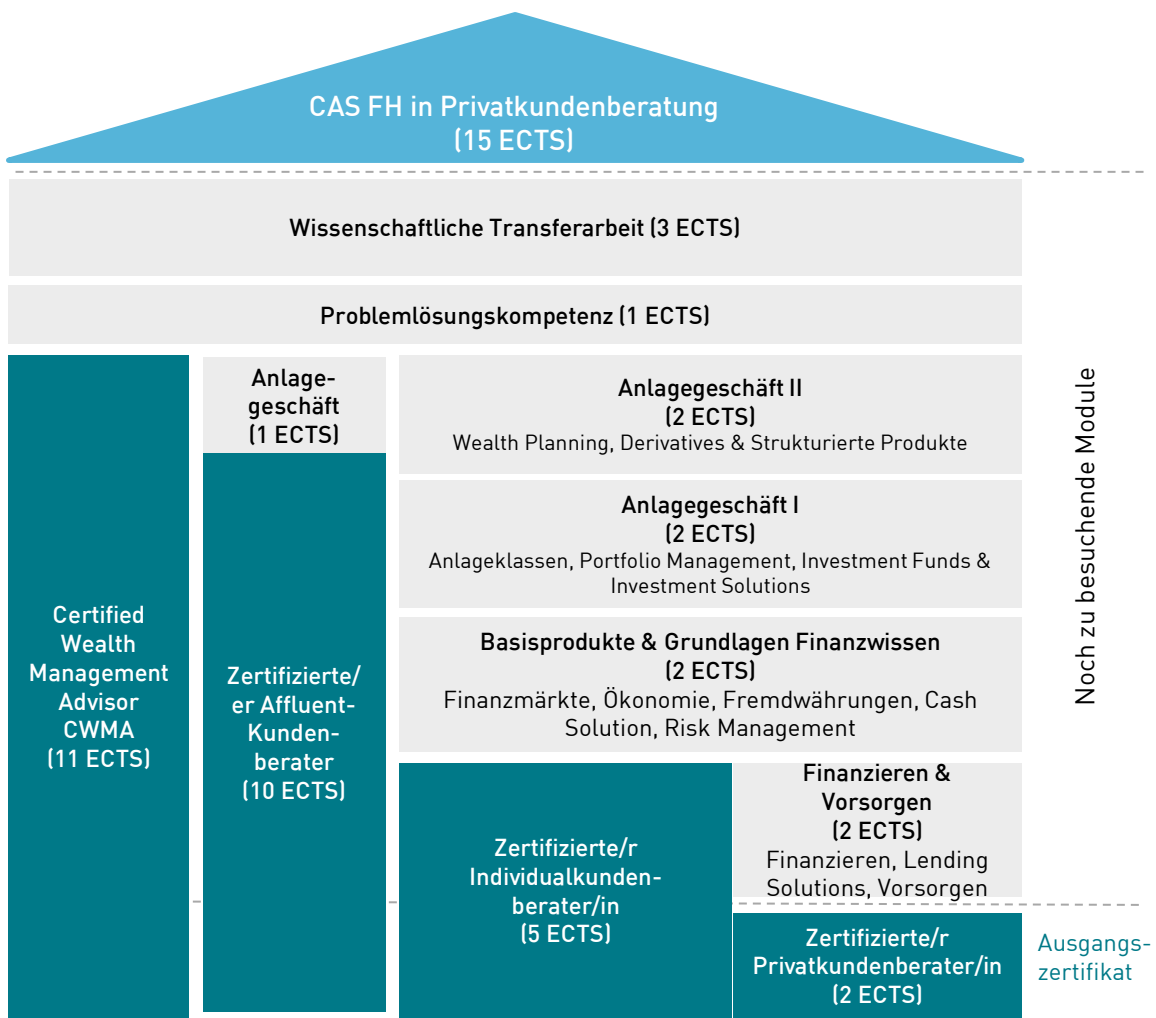 CAS FH in Privatkundenberatung
(15 ECTS)
Wissenschaftliche Transferarbeit (3 ECTS)
Problemlösungskompetenz (1 ECTS)
Certified
Wealth
Management
Advisor
CWMA
(11 ECTS)
Anlage-
geschäft
(1 ECTS)
Zertifizierte/
er Affluent-
Kunden-
berater
(10 ECTS)
Anlagegeschäft II
(2 ECTS)
Wealth Planning, Derivatives & Strukturierte Produkte
Anlagegeschäft I
(2 ECTS)
Anlageklassen, Portfolio Management, Investment Funds &
Investment Solutions
Basisprodukte & Grundlagen Finanzwissen
(2 ECTS)
Finanzmärkte, Ökonomie, Fremdwährungen, Cash
Solution, Risk Management
Zertifizierte/r
Individualkunden-
berater/in
(5 ECTS)
Finanzieren &
Vorsorgen
(2 ECTS)
Finanzieren, Lending
Solutions, Vorsorgen
Zertifizierte/r
Privatkundenberater/in
(2 ECTS)
Noch zu besuchende Module
Ausgangs-
zertifikat